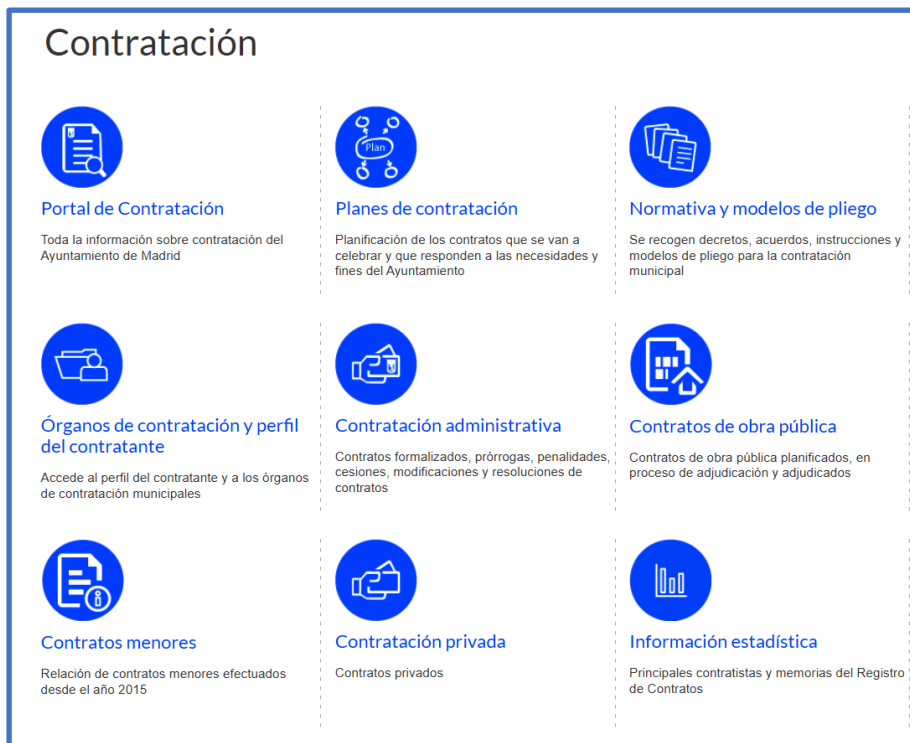 Contratación
Portal de Contratación
Toda la información sobre contratación del
Ayuntamiento de Madrid
Plan
Planes de contratación
Planificación de los contratos que se van a
celebrar y que responden a las necesidades y
fines del Ayuntamiento
Normativa y modelos de pliego
Se recogen decretos, acuerdos, instrucciones y
modelos de pliego para la contratación
municipal
Órganos de contratación y perfil
del contratante
Accede al perfil del contratante y a los órganos
de contratación municipales
Contratación administrativa
Contratos formalizados, prórrogas, penalidades,
cesiones, modificaciones y resoluciones de
contratos
Contratos de obra pública
Contratos de obra pública planificados, en
proceso de adjudicación y adjudicados
Contratos menores
Relación de contratos menores efectuados
desde el año 2015
Contratación privada
Contratos privados
Información estadística
Principales contratistas y memorias del Registro
de Contratos